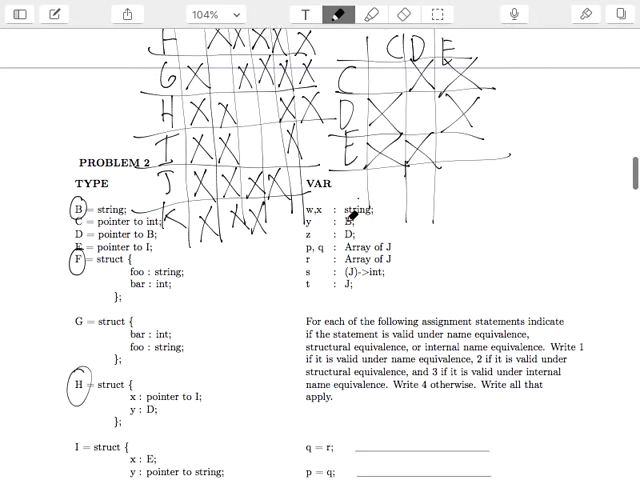 104%
T
F X X X X X
G X X X X X
H X X X X
I X X X
J X X X X
K X X X
C D E
C X X
D X X
E X X
PROBLEM 2
TYPE
VAR
B = string;
C = pointer to int;
D = pointer to B;
E = pointer to I;
F = struct {
foo : string;
bar : int;
};
G = struct {
bar : int;
foo : string;
};
H = struct {
x : pointer to I;
y : D;
};
I = struct {
x : E;
y : pointer to string;
w,x : string;
y : B;
z : D;
p, q : Array of J
r : Array of J
s : (J)->int;
t : J;
For each of the following assignment statements indicate
if the statement is valid under name equivalence,
structural equivalence, or internal name equivalence. Write 1
if it is valid under name equivalence, 2 if it is valid under
structural equivalence, and 3 if it is valid under internal
name equivalence. Write 4 otherwise. Write all that
apply.
q = r;
p = q;